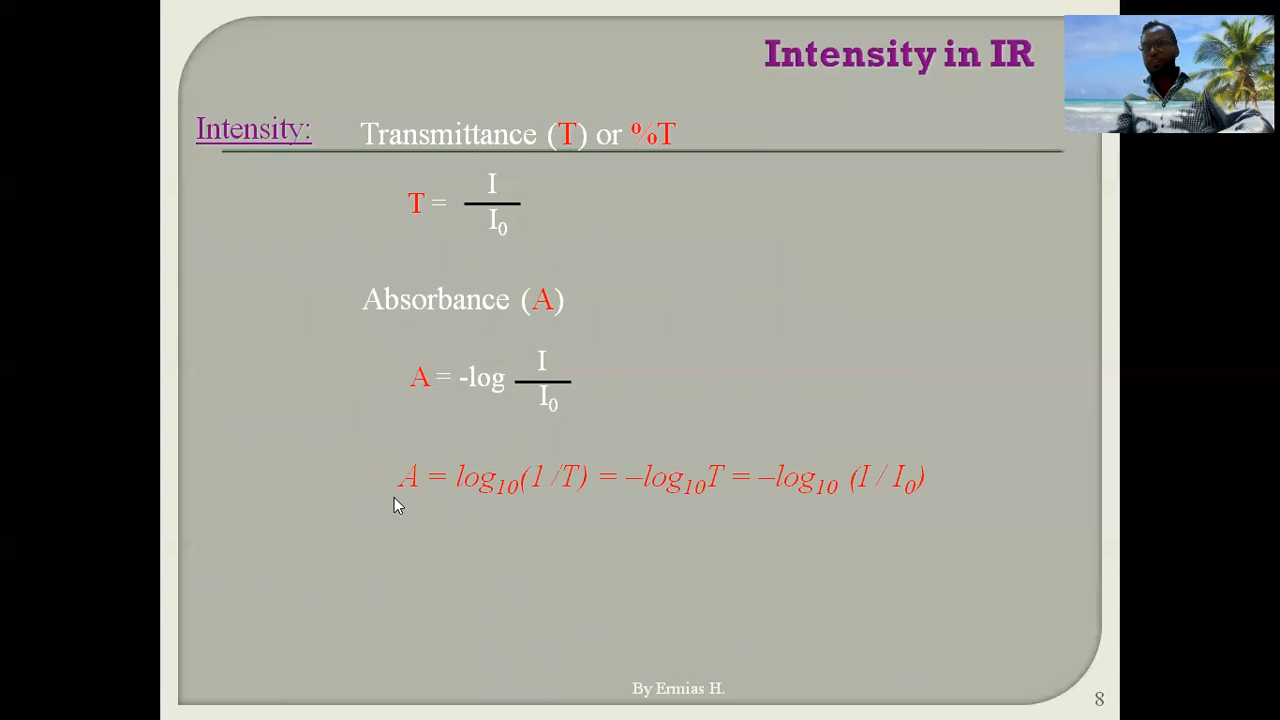 Intensity in IR
Intensity: Transmittance (T) or %T
T = I / I0
Absorbance (A)
A = -log I / I0
A = log10(1 /T) = –log10T = –log10 (I / I0)
By Ermias H.
8